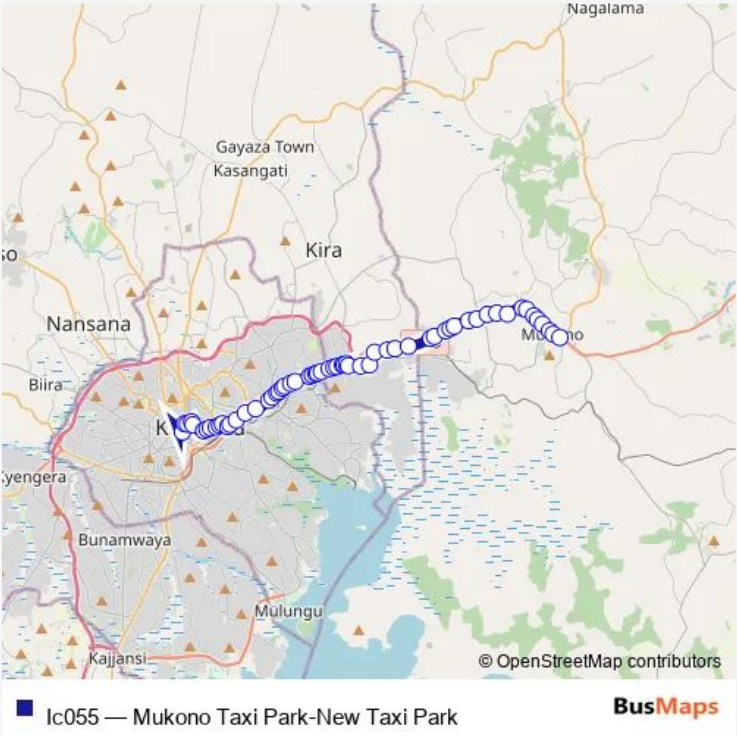 Nagalama
Gayaza Town
Kasangati
Kira
so
Nansana
Biira
Kyengera
Bunamwaya
Mulungu
Kajjansi
© OpenStreetMap contributors
Ic055 — Mukono Taxi Park-New Taxi Park
BusMaps